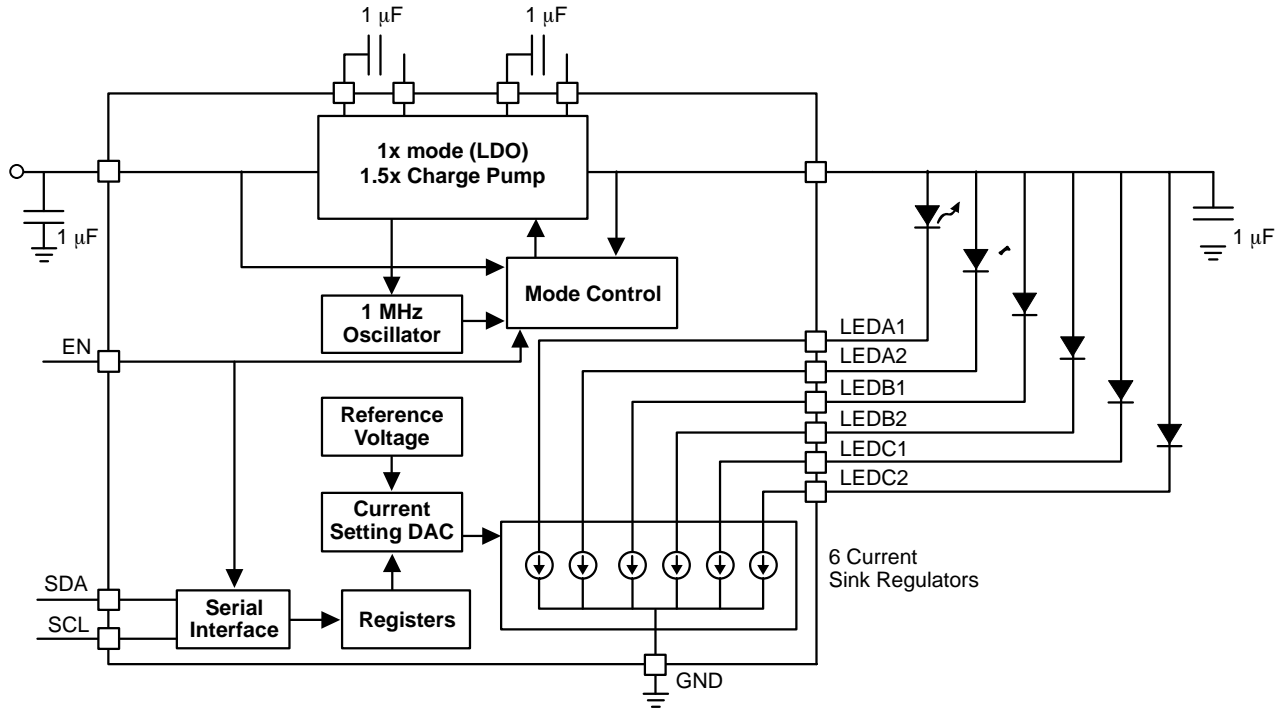 1 μF
1 μF
1x mode (LDO)
1.5x Charge Pump
1 μF
1 μF
Mode Control
1 MHz
Oscillator
EN
LEDA1
LEDA2
LEDB1
LEDB2
LEDC1
LEDC2
Reference
Voltage
Current
Setting DAC
6 Current
Sink Regulators
SDA
SCL
Serial
Interface
Registers
GND